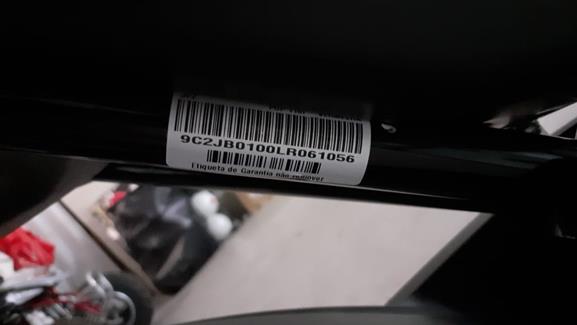 9C2JB0100LR061056
Etiqueta de Garantia não remover